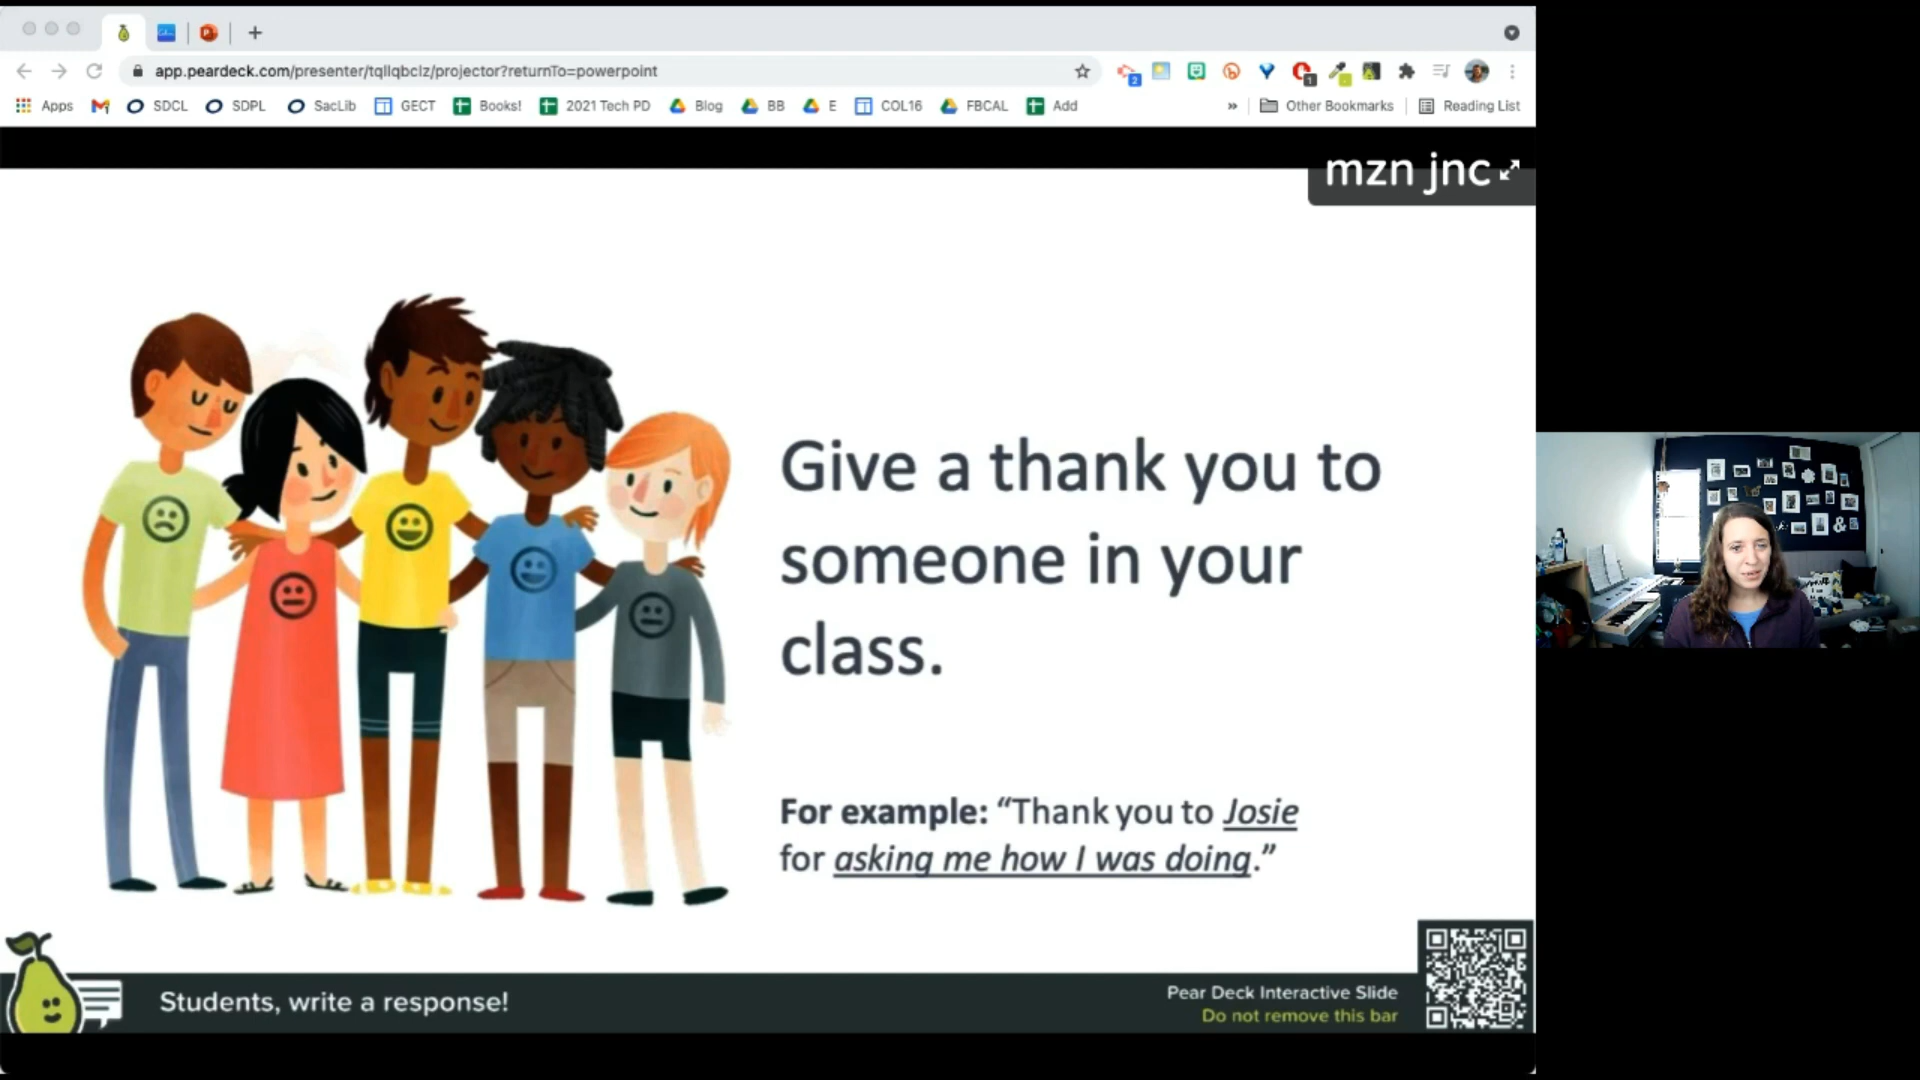 app.peardeck.com/presenter/tqllqbclz/projector?returnTo=powerpoint
Apps SDCL SDPL SacLib GECT Books! 2021 Tech PD Blog BB E COL16 FBCAL Add » Other Bookmarks Reading List
mzn jnc
Give a thank you to
someone in your
class.
For example: “Thank you to Josie
for asking me how I was doing.”
Students, write a response!
Pear Deck Interactive Slide
Do not remove this bar